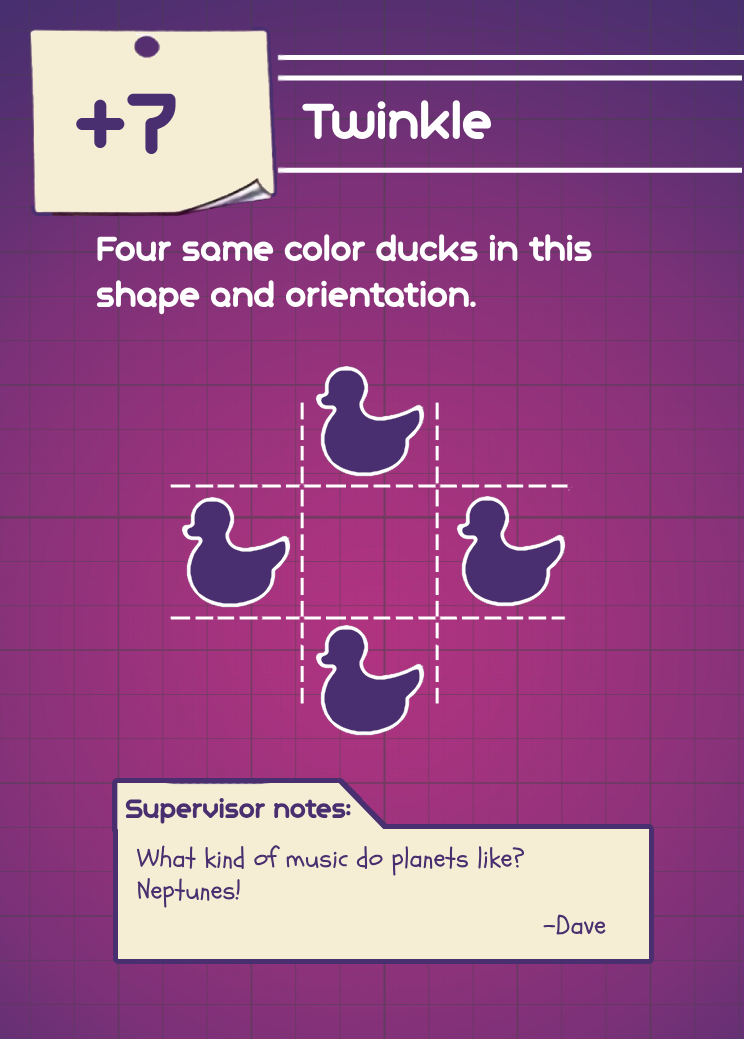 +7
Twinkle
Four same color ducks in this
shape and orientation.
Supervisor notes:
What kind of music do planets like?
Neptunes!
-Dave